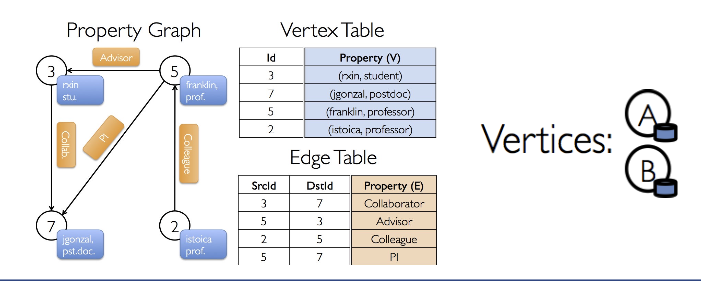 Property Graph
Advisor
3
5
rxin
stu.
franklin,
prof.
Collab.
PI
Colleague
7
2
jgonzal,
pst.doc.
istoica
prof.
Vertex Table
Id Property (V)
3 (rxin, student)
7 (jgonzal, postdoc)
5 (franklin, professor)
2 (istoica, professor)
Edge Table
SrcId DstId Property (E)
3 7 Collaborator
5 3 Advisor
2 5 Colleague
5 7 PI
Vertices:
A
B